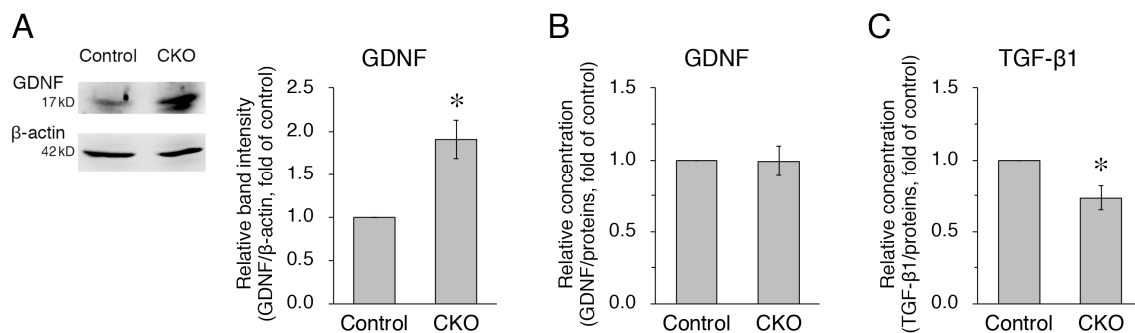 A
Control CKO
GDNF
17 kD
β-actin
42 kD
GDNF
Relative band intensity
(GDNF/β-actin, fold of control)
2.5
2.0
1.5
1.0
0.5
0.0
*
Control CKO
B
GDNF
Relative concentration
(GDNF/proteins, fold of control)
1.5
1.0
0.5
0.0
Control CKO
C
TGF-β1
Relative concentration
(TGF-β1/proteins, fold of control)
1.5
1.0
0.5
0.0
*
Control CKO